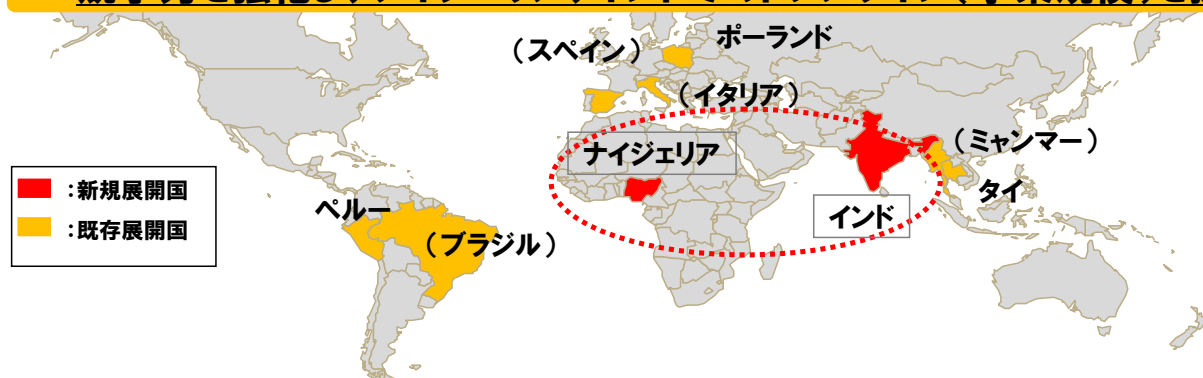 （スペイン）
ポーランド
（イタリア）
ナイジェリア
（ミャンマー）
タイ
インド
ペルー
（ブラジル）
：新規展開国
：既存展開国